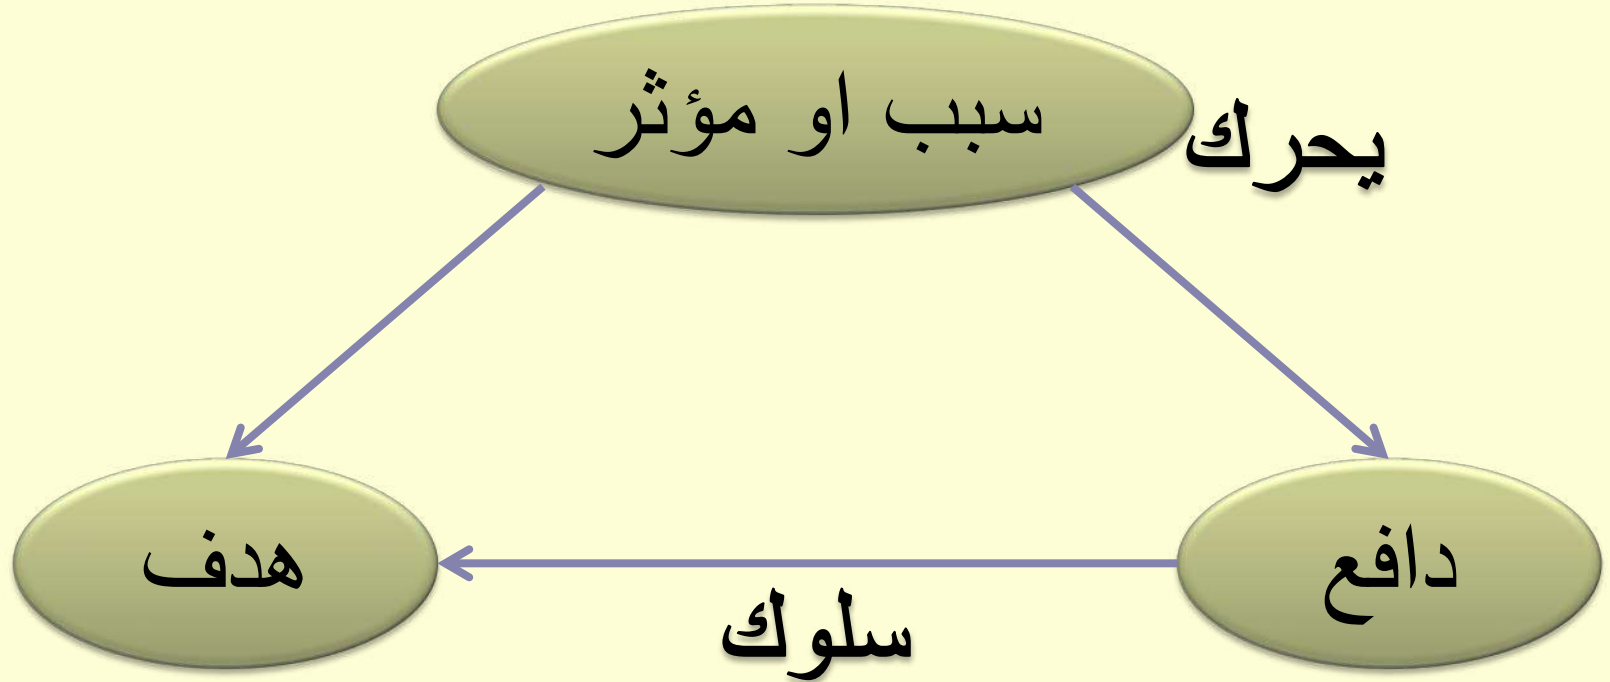 سبب او مؤثر
يحرك
دافع
هدف
سلوك